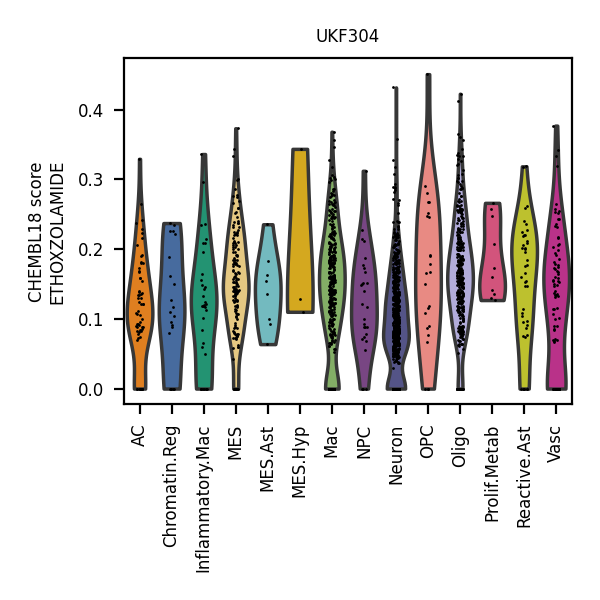 UKF304
CHEMBL18 score
ETHOXZOLAMIDE
0.4
0.3
0.2
0.1
0.0
AC
Chromatin.Reg
Inflammatory.Mac
MES
MES.Ast
MES.Hyp
Mac
NPC
Neuron
OPC
Oligo
Prolif.Metab
Reactive.Ast
Vasc